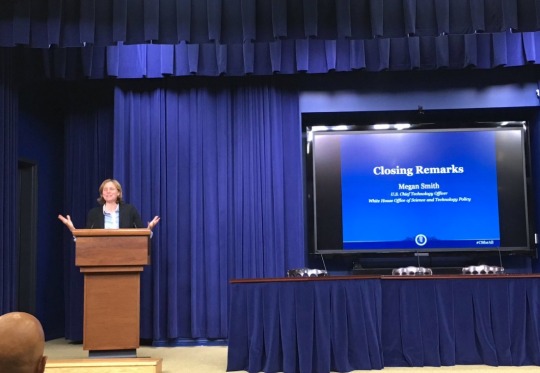 Closing Remarks
Megan Smith
U.S. Chief Technology Officer
White House Office of Science and Technology Policy